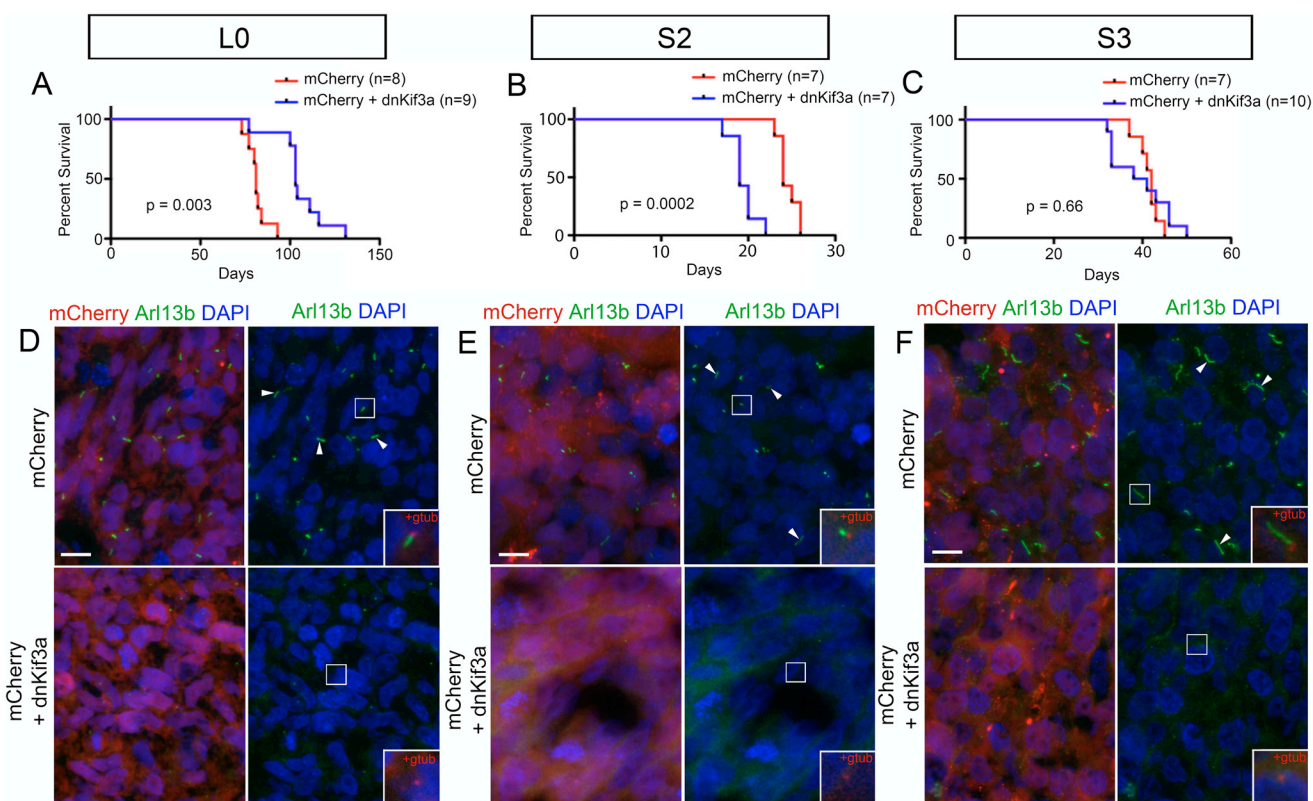 L0
S2
S3
A
mCherry (n=8)
mCherry + dnKif3a (n=9)
Percent Survival
100
50
0
p = 0.003
0
50
100
150
Days
B
mCherry (n=7)
mCherry + dnKif3a (n=7)
Percent Survival
100
50
0
p = 0.0002
0
10
20
30
Days
C
mCherry (n=7)
mCherry + dnKif3a (n=10)
Percent Survival
100
50
0
p = 0.66
0
20
40
60
Days
D
mCherry Arl13b DAPI
Arl13b DAPI
mCherry
+gtub
mCherry
+ dnKif3a
+gtub
E
mCherry Arl13b DAPI
Arl13b DAPI
mCherry
+gtub
mCherry
+ dnKif3a
+gtub
F
mCherry Arl13b DAPI
Arl13b DAPI
mCherry
+gtub
mCherry
+ dnKif3a
+gtub